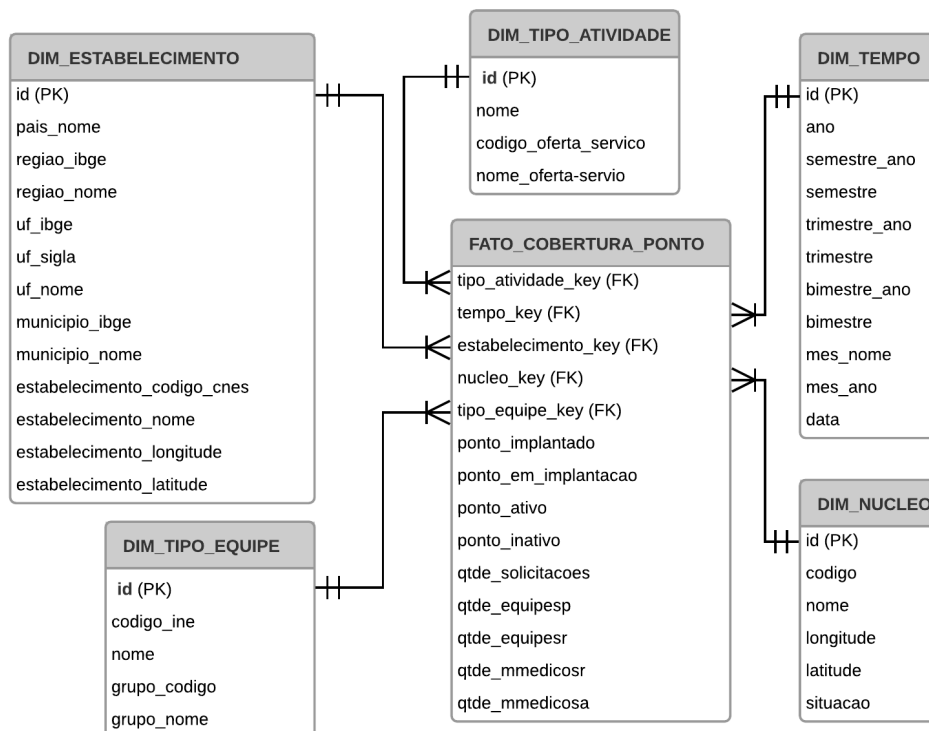 DIM_ESTABELECIMENTO
id (PK)
pais_nome
regiao_ibge
regiao_nome
uf_ibge
uf_sigla
uf_nome
municipio_ibge
municipio_nome
estabelecimento_codigo_cnes
estabelecimento_nome
estabelecimento_longitude
estabelecimento_latitude
DIM_TIPO_EQUIPE
id (PK)
codigo_ine
nome
grupo_codigo
grupo_nome
DIM_TIPO_ATIVIDADE
id (PK)
nome
codigo_oferta_servico
nome_oferta-servio
FATO_COBERTURA_PONTO
tipo_atividade_key (FK)
tempo_key (FK)
estabelecimento_key (FK)
nucleo_key (FK)
tipo_equipe_key (FK)
ponto_implantado
ponto_em_implantacao
ponto_ativo
ponto_inativo
qtde_solicitacoes
qtde_equipesp
qtde_equipesr
qtde_mmedicosr
qtde_mmedicosa
DIM_TEMPO
id (PK)
ano
semestre_ano
semestre
trimestre_ano
trimestre
bimestre_ano
bimestre
mes_nome
mes_ano
data
DIM_NUCLEO
id (PK)
codigo
nome
longitude
latitude
situacao